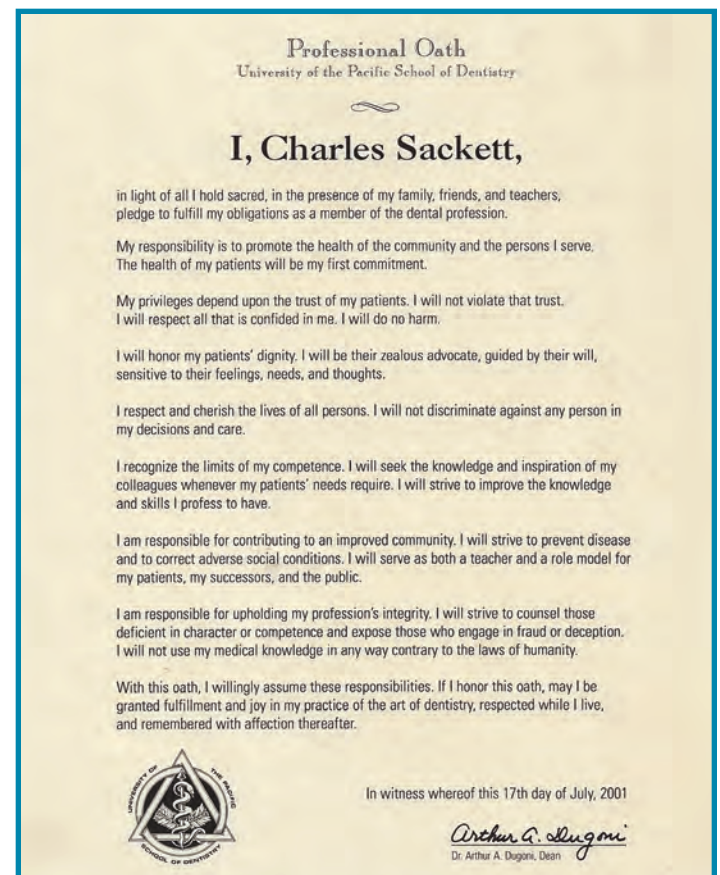 Professional Oath
University of the Pacific School of Dentistry
I, Charles Sackett,
in light of all I hold sacred, in the presence of my family, friends, and teachers,
pledge to fulfill my obligations as a member of the dental profession.
My responsibility is to promote the health of the community and the persons I serve.
The health of my patients will be my first commitment.
My privileges depend upon the trust of my patients. I will not violate that trust.
I will respect all that is confided in me. I will do no harm.
I will honor my patients' dignity. I will be their zealous advocate, guided by their will,
sensitive to their feelings, needs, and thoughts.
I respect and cherish the lives of all persons. I will not discriminate against any person in
my decisions and care.
I recognize the limits of my competence. I will seek the knowledge and inspiration of my
colleagues whenever my patients' needs require. I will strive to improve the knowledge
and skills I profess to have.
I am responsible for contributing to an improved community. I will strive to prevent disease
and to correct adverse social conditions. I will serve as both a teacher and a role model for
my patients, my successors, and the public.
I am responsible for upholding my profession's integrity. I will strive to counsel those
deficient in character or competence and expose those who engage in fraud or deception.
I will not use my medical knowledge in any way contrary to the laws of humanity.
With this oath, I willingly assume these responsibilities. If I honor this oath, may I be
granted fulfillment and joy in my practice of the art of dentistry, respected while I live,
and remembered with affection thereafter.
UNIVERSITY OF
THE PACIFIC
SCHOOL OF DENTISTRY
In witness whereof this 17th day of July, 2001
Arthur A. Dugoni
Dr. Arthur A. Dugoni, Dean